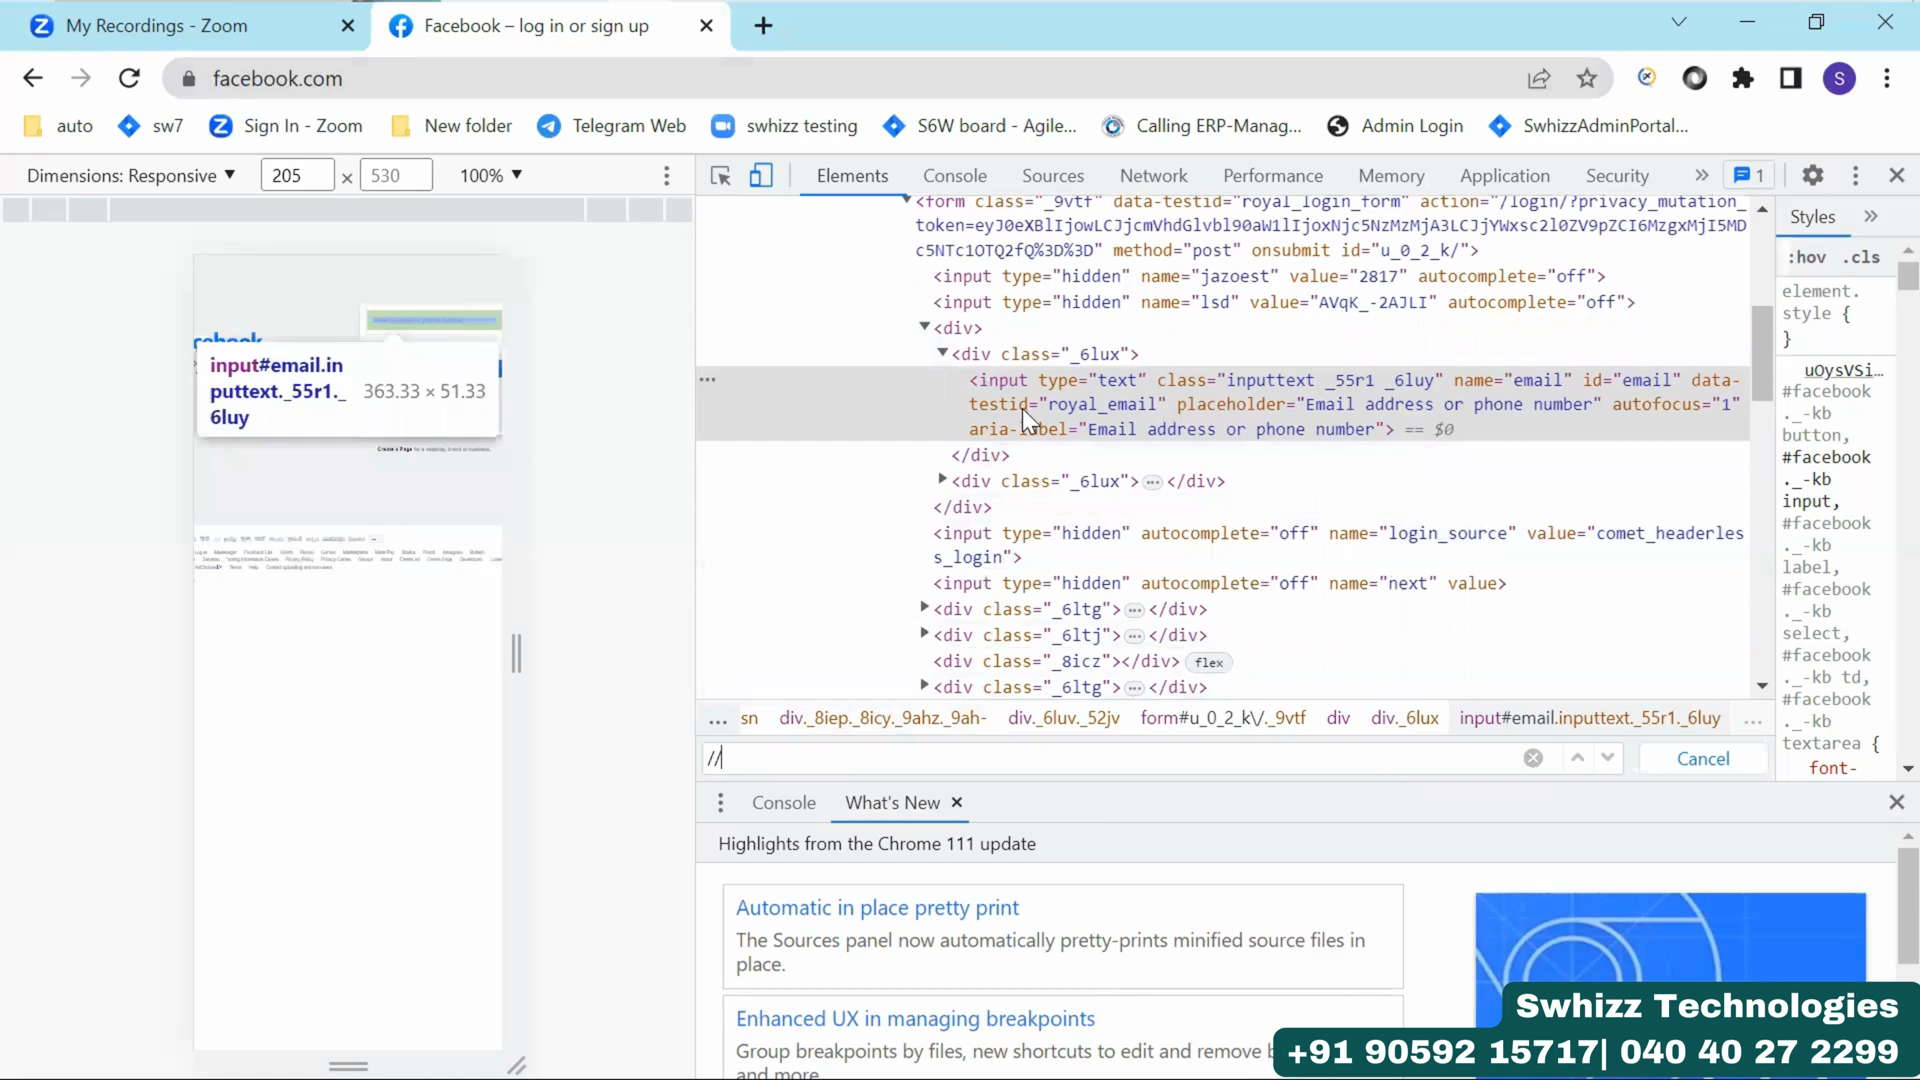 My Recordings - Zoom
Facebook – log in or sign up
facebook.com
S
auto
sw7
Sign In - Zoom
New folder
Telegram Web
swhizz testing
S6W board - Agile...
Calling ERP-Manag...
Admin Login
SwhizzAdminPortal...
Dimensions: Responsive
205
×
530
100%
Elements
Console
Sources
Network
Performance
Memory
Application
Security
1
<form class="_9vtf" data-testid="royal_login_form" action="/login/?privacy_mutation_
method="post" onsubmit id="u_0_2_k/">
<input type="hidden" name="jazoest" value="2817" autocomplete="off">
<input type="hidden" name="lsd" value="AVqK_-2AJLI" autocomplete="off">
<div>
<div class="_6lux">
<input type="text" class="inputtext _55r1 _6luy" name="email" id="email" data-
testid="royal_email" placeholder="Email address or phone number" autofocus="1"
aria-label="Email address or phone number"> == $0
</div>
<div class="_6lux"> ... </div>
</div>
<input type="hidden" autocomplete="off" name="login_source" value="comet_headerles
s_login">
<input type="hidden" autocomplete="off" name="next" value>
<div class="_6ltg"> ... </div>
<div class="_6ltj"> ... </div>
<div class="_8icz"></div> flex
<div class="_6ltg"> ... </div>
... sn div._8iep._8icy._9ahz._9ah- div._6luv._52jv form#u_0_2_k\/._9vtf div div._6lux input#email.inputtext._55r1._6luy ...
//
Cancel
Styles
:hov .cls
element.
style {
}
uOysVSi...
#facebook
._-kb
button,
#facebook
._-kb
input,
#facebook
._-kb
label,
#facebook
._-kb
select,
#facebook
._-kb td,
#facebook
._-kb
textarea {
font-
input#email.in
puttext._55r1._
6luy
363.33 × 51.33
Create a Page for a celebrity, brand or business.
Console
What's New
Highlights from the Chrome 111 update
Automatic in place pretty print
The Sources panel now automatically pretty-prints minified source files in
place.
Enhanced UX in managing breakpoints
Group breakpoints by files, new shortcuts to edit and remove
and more.
Swhizz Technologies
+91 90592 15717| 040 40 27 2299